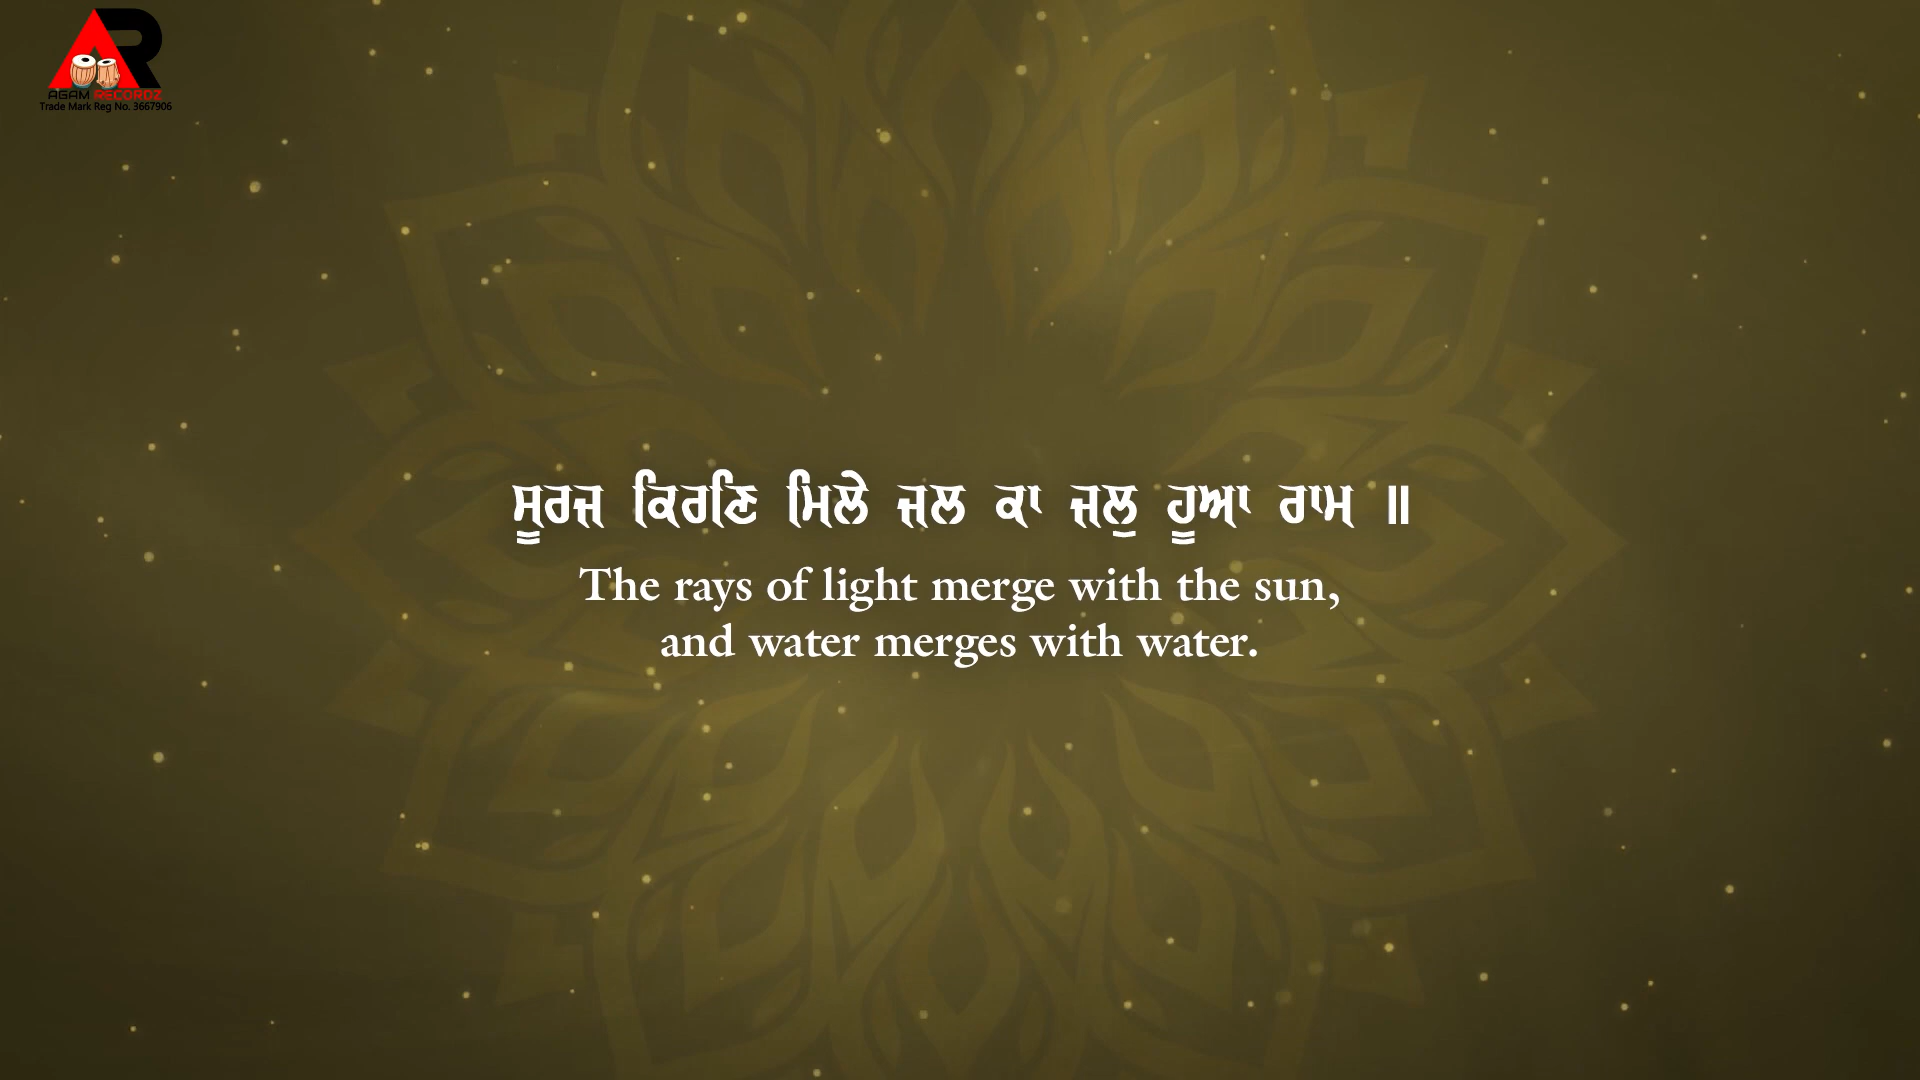 AR
AGAM RECORDZ
Trade Mark Reg No. 3667906
ਸੂਰਜ ਕਿਰਣਿ ਮਿਲੇ ਜਲ ਕਾ ਜਲੁ ਹੂਆ ਰਾਮ ॥
The rays of light merge with the sun,
and water merges with water.